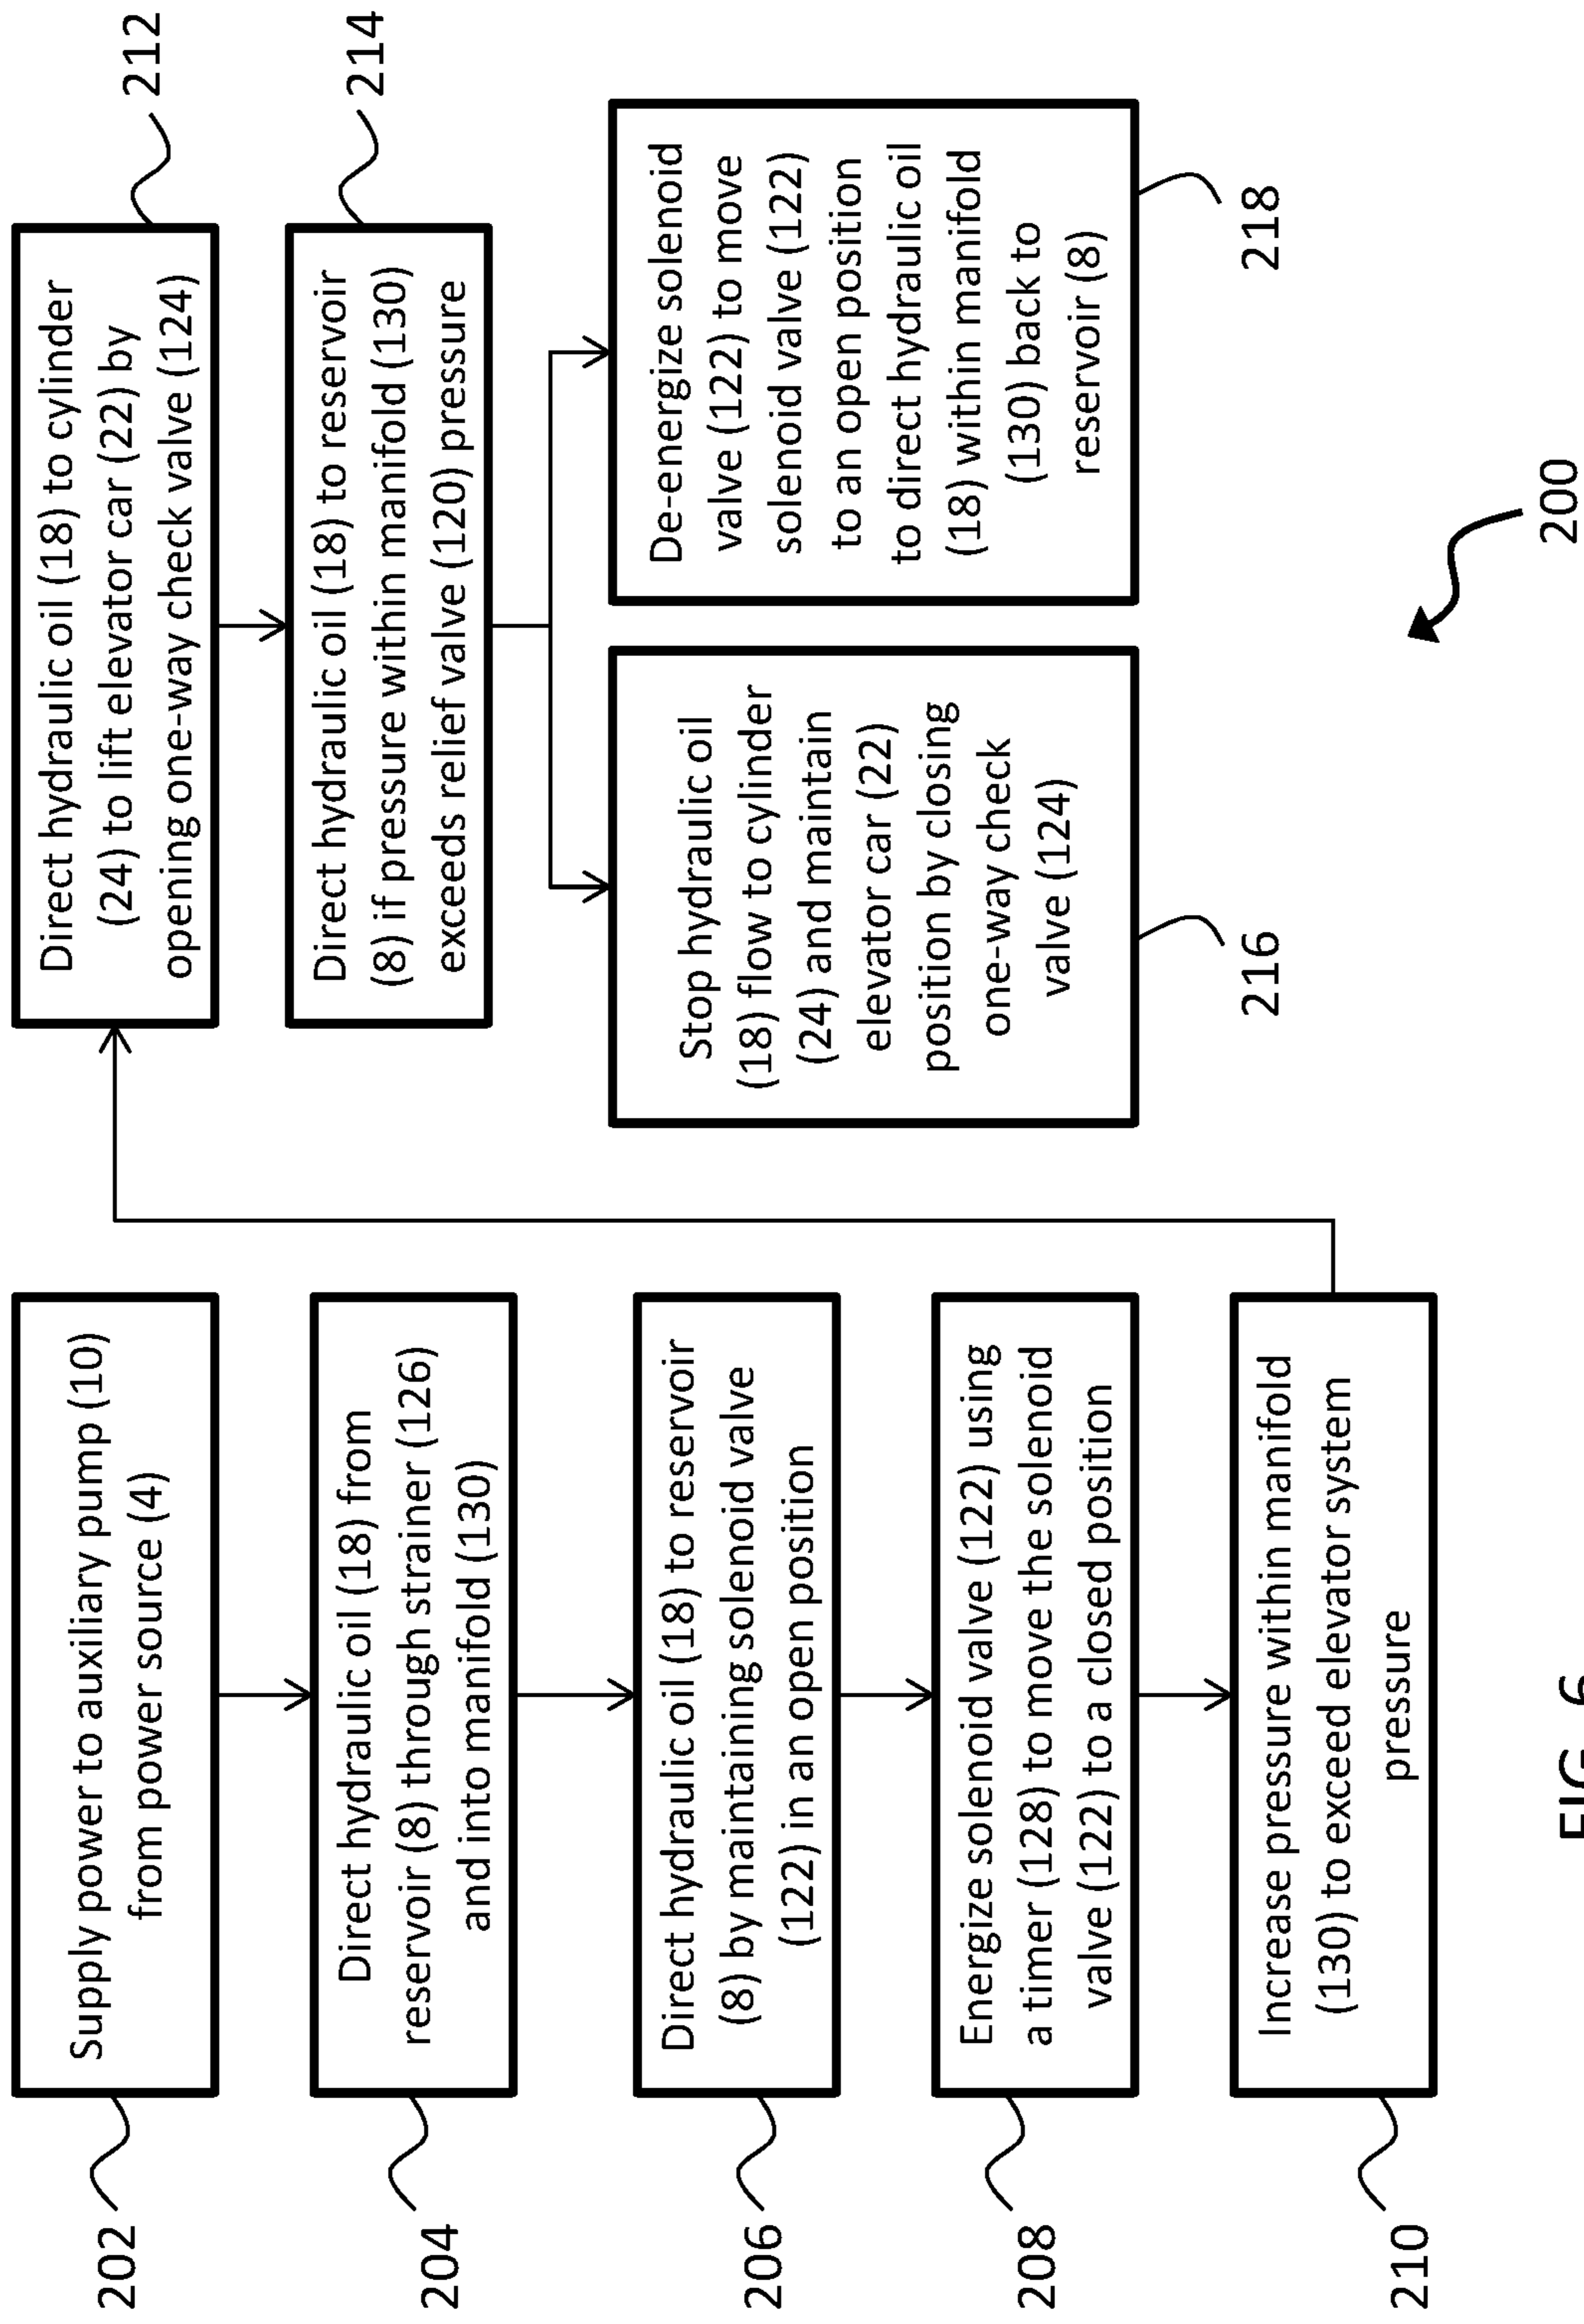 202
Supply power to auxiliary pump (10)
from power source (4)
204
Direct hydraulic oil (18) from
reservoir (8) through strainer (126)
and into manifold (130)
206
Direct hydraulic oil (18) to reservoir
(8) by maintaining solenoid valve
(122) in an open position
208
Energize solenoid valve (122) using
a timer (128) to move the solenoid
valve (122) to a closed position
210
Increase pressure within manifold
(130) to exceed elevator system
pressure
212
Direct hydraulic oil (18) to cylinder
(24) to lift elevator car (22) by
opening one-way check valve (124)
214
Direct hydraulic oil (18) to reservoir
(8) if pressure within manifold (130)
exceeds relief valve (120) pressure
Stop hydraulic oil
(18) flow to cylinder
(24) and maintain
elevator car (22)
position by closing
one-way check
valve (124)
216
De-energize solenoid
valve (122) to move
solenoid valve (122)
to an open position
to direct hydraulic oil
(18) within manifold
(130) back to
reservoir (8)
218
200
FIG. 6